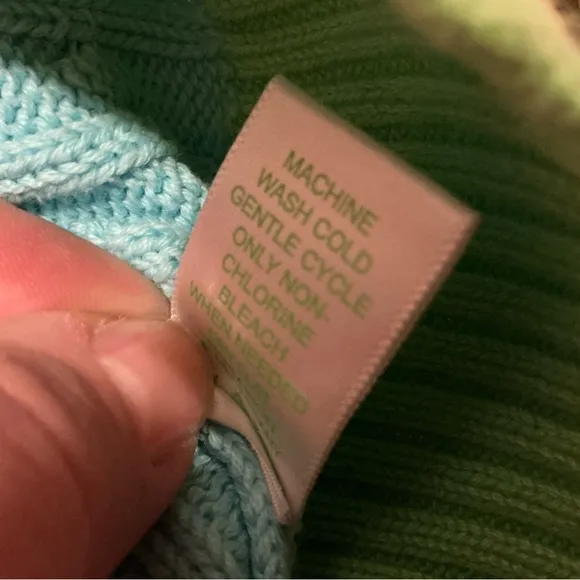 MACHINE
WASH COLD
GENTLE CYCLE
ONLY NON-
CHLORINE
BLEACH
WHEN NEEDED